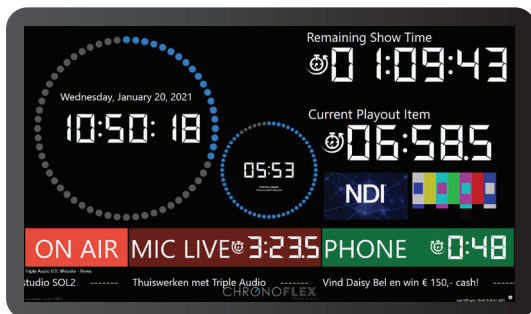 Remaining Show Time
01:09:43
Wednesday, January 20, 2021
10:50:18
Current Playout Item
06:58.5
05:53
NDI
ON AIR MIC LIVE 3:23.5 PHONE 0:48
Triple Audio B.V. Website - News
studio SOL2 ------ Thuiswerken met Triple Audio ------ Vind Daisy Bel en win € 150,- cash! ------
CHRONOFLEX